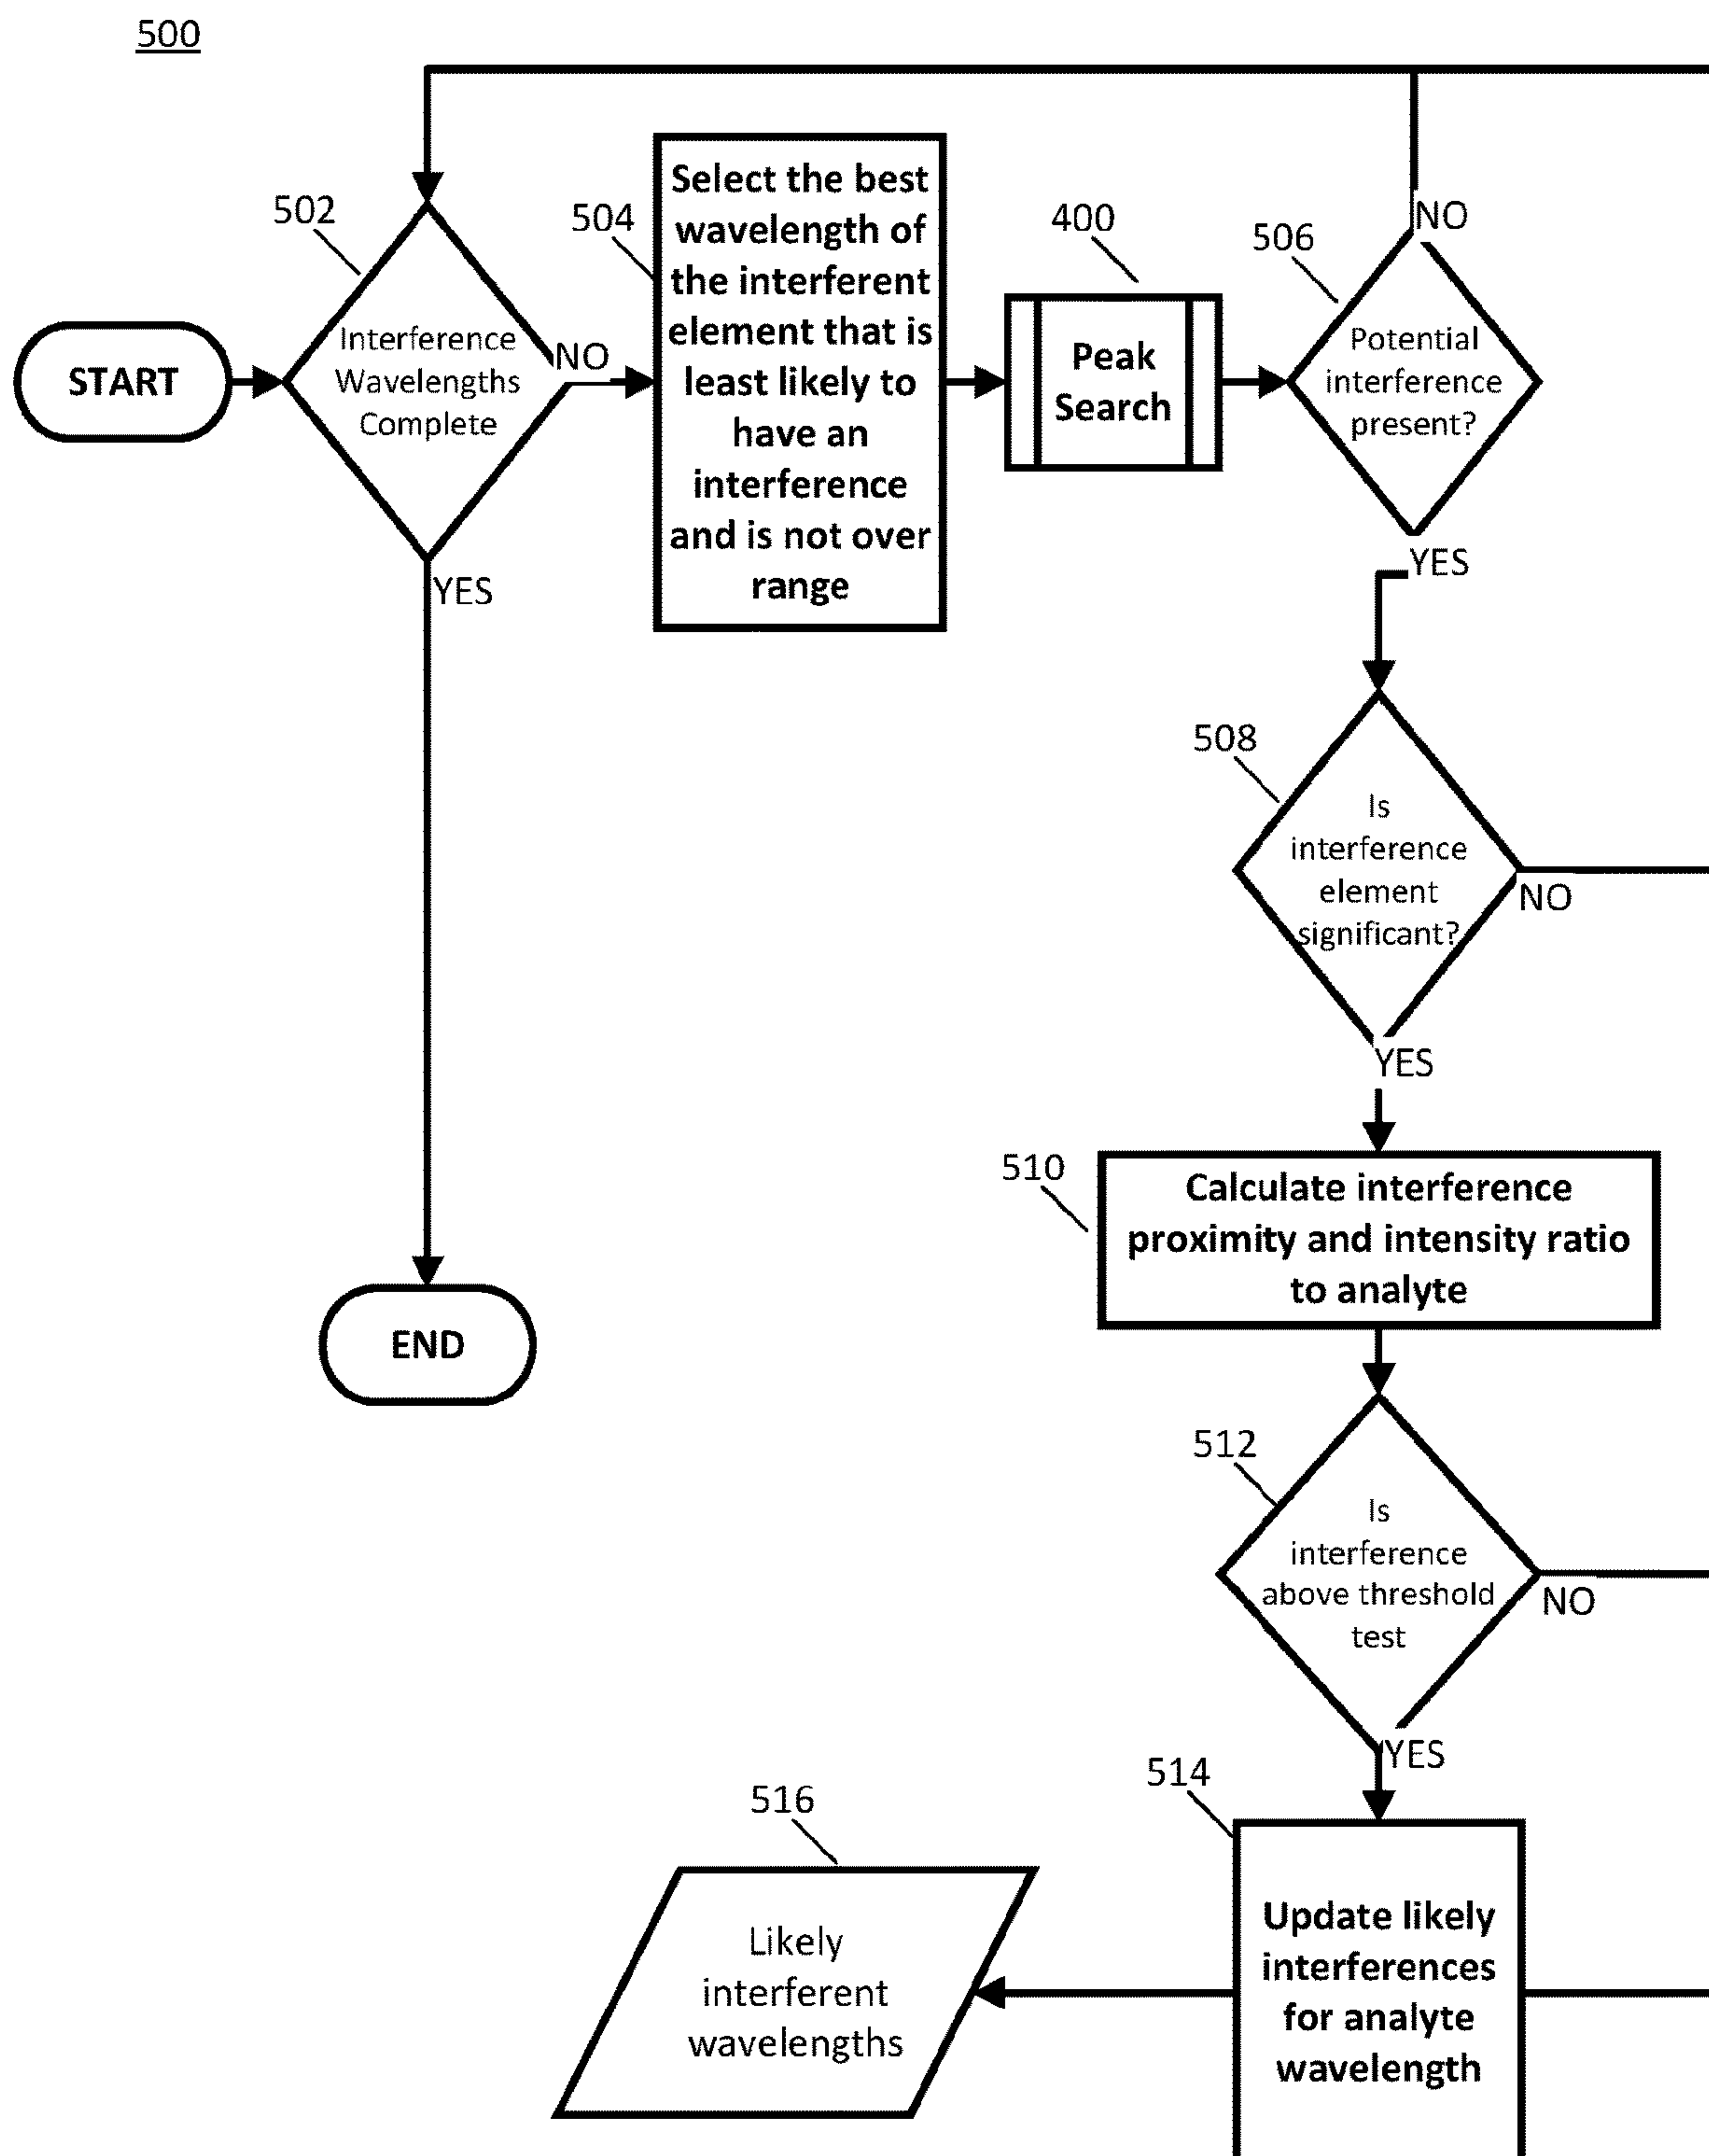 500
502
START
Interference
Wavelengths
Complete
NO
YES
END
504
Select the best
wavelength of
the interferent
element that is
least likely to
have an
interference
and is not over
range
400
Peak
Search
506
Potential
interference
present?
NO
YES
508
Is
interference
element
significant?
NO
YES
510
Calculate interference
proximity and intensity ratio
to analyte
512
Is
interference
above threshold
test
NO
YES
514
Update likely
interferences
for analyte
wavelength
516
Likely
interferent
wavelengths